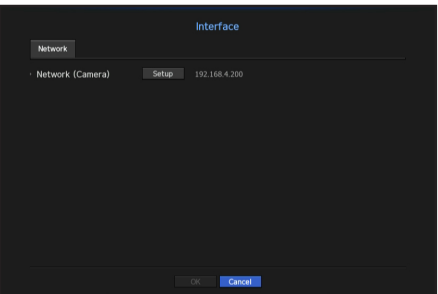 Interface
Network
· Network (Camera) Setup 192.168.4.200
OK Cancel